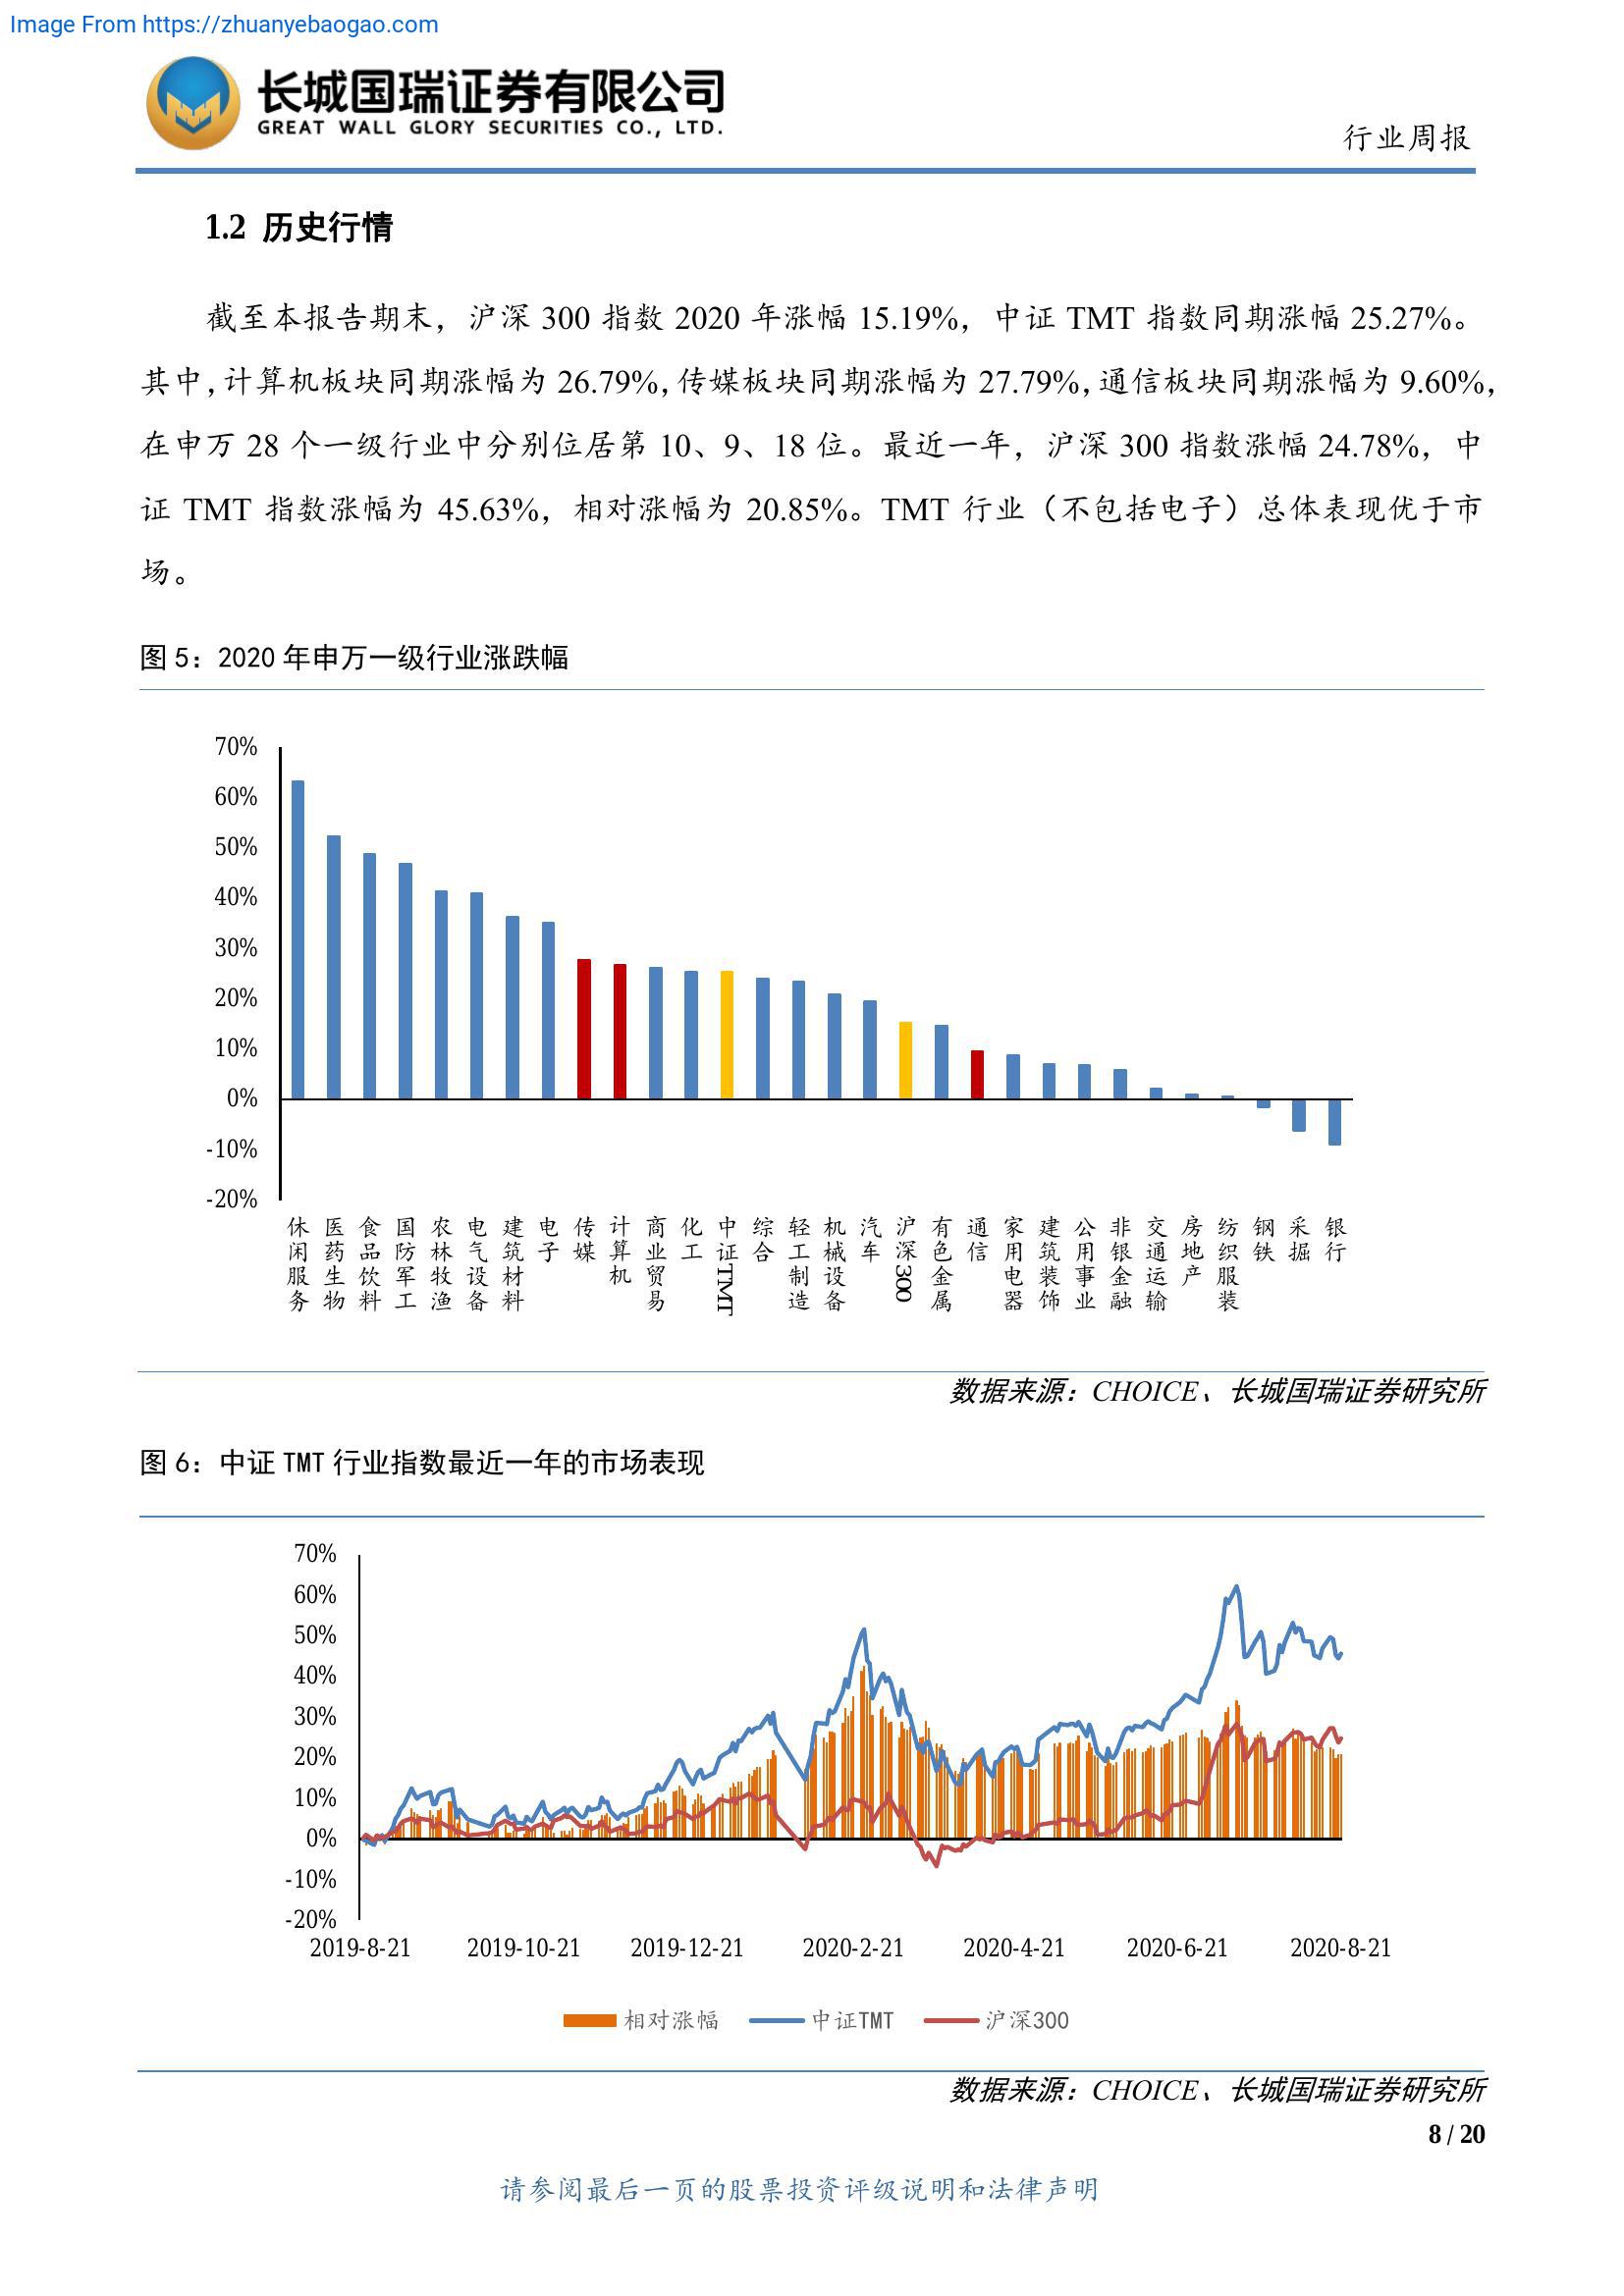 Image From https://zhuanyebaogao.com
长城国瑞证券有限公司
GREAT WALL GLORY SECURITIES CO., LTD.
行业周报
1.2 历史行情
截至本报告期末，沪深 300 指数 2020 年涨幅 15.19%，中证 TMT 指数同期涨幅 25.27%。
其中，计算机板块同期涨幅为 26.79%，传媒板块同期涨幅为 27.79%，通信板块同期涨幅为 9.60%，
在申万 28 个一级行业中分别位居第 10、9、18 位。最近一年，沪深 300 指数涨幅 24.78%，中
证 TMT 指数涨幅为 45.63%，相对涨幅为 20.85%。TMT 行业（不包括电子）总体表现优于市
场。
图 5：2020 年申万一级行业涨跌幅
70%
60%
50%
40%
30%
20%
10%
0%
-10%
-20%
休闲服务
医药生物
食品饮料
国防军工
农林牧渔
电气设备
建筑材料
电子
传媒
计算机
商业贸易
化工
中证TMT
综合
轻工制造
机械设备
汽车
沪深300
有色金属
通信
家用电器
建筑装饰
公用事业
非银金融
交通运输
房地产
纺织服装
钢铁
采掘
银行
数据来源：CHOICE、长城国瑞证券研究所
图 6：中证 TMT 行业指数最近一年的市场表现
70%
60%
50%
40%
30%
20%
10%
0%
-10%
-20%
2019-8-21 2019-10-21 2019-12-21 2020-2-21 2020-4-21 2020-6-21 2020-8-21
相对涨幅 中证TMT 沪深300
数据来源：CHOICE、长城国瑞证券研究所
8 / 20
请参阅最后一页的股票投资评级说明和法律声明